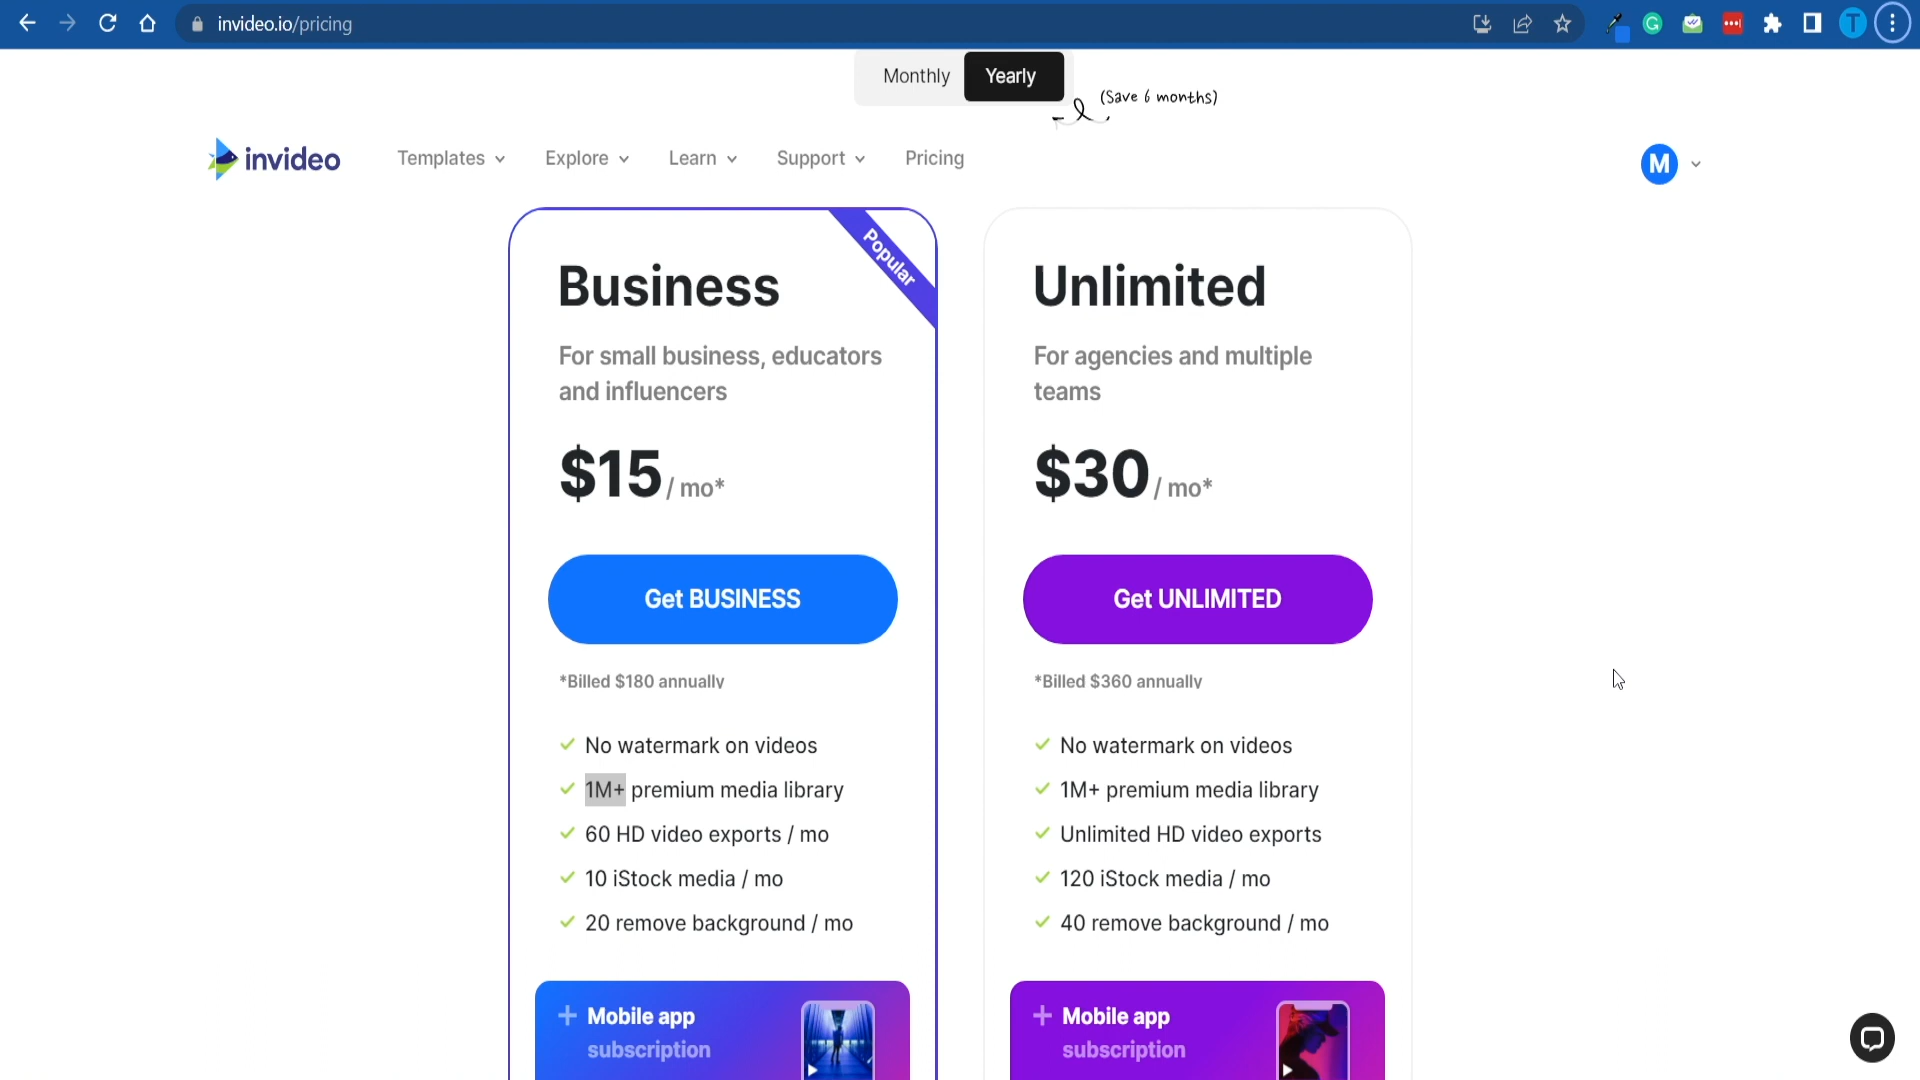 invideo.io/pricing
Monthly Yearly
(Save 6 months)
invideo Templates Explore Learn Support Pricing M
Popular
Business
For small business, educators
and influencers
$15 / mo*
Get BUSINESS
*Billed $180 annually
No watermark on videos
1M+ premium media library
60 HD video exports / mo
10 iStock media / mo
20 remove background / mo
+ Mobile app
subscription
Unlimited
For agencies and multiple
teams
$30 / mo*
Get UNLIMITED
*Billed $360 annually
No watermark on videos
1M+ premium media library
Unlimited HD video exports
120 iStock media / mo
40 remove background / mo
+ Mobile app
subscription
T